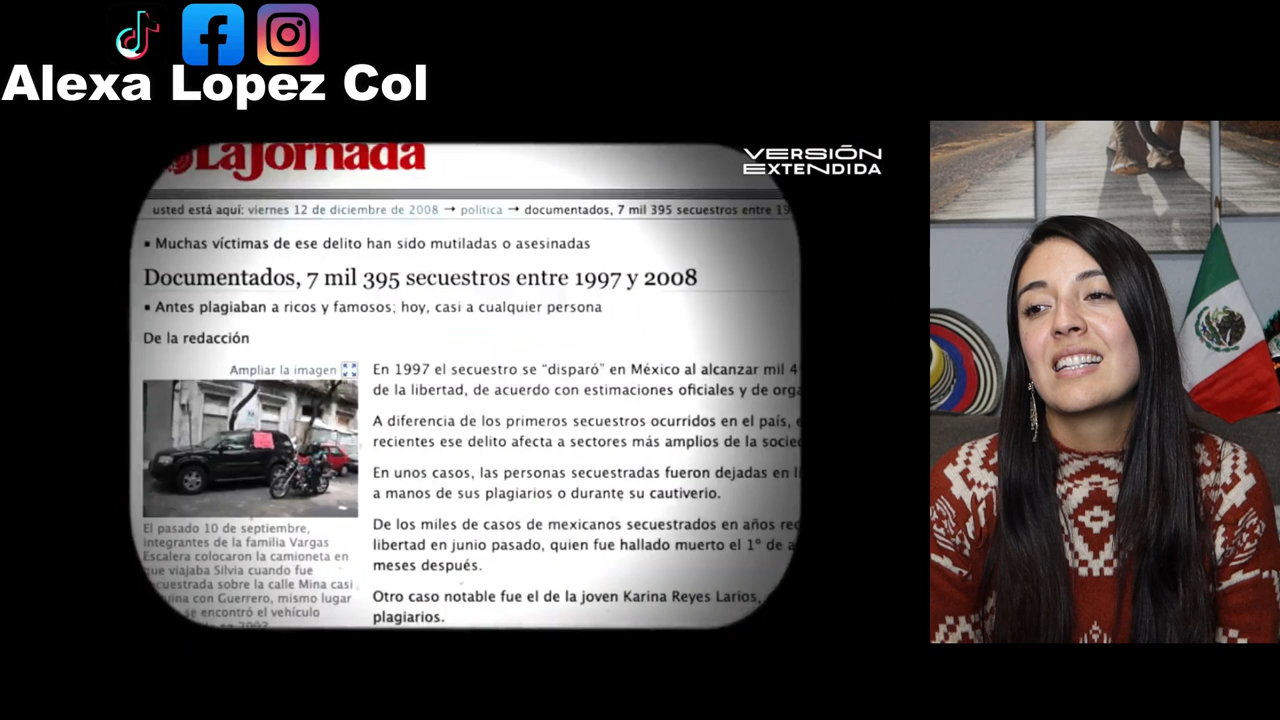 Alexa Lopez Col
La Jornada
VERSIÓN
EXTENDIDA
usted está aquí: viernes 12 de diciembre de 2008 → política → documentados, 7 mil 395 secuestros entre 19
▪ Muchas víctimas de ese delito han sido mutiladas o asesinadas
Documentados, 7 mil 395 secuestros entre 1997 y 2008
▪ Antes plagiaban a ricos y famosos; hoy, casi a cualquier persona
De la redacción
Ampliar la imagen
El pasado 10 de septiembre,
integrantes de la familia Vargas
Escalera colocaron la camioneta en
que viajaba Silvia cuando fue
secuestrada sobre la calle Mina casi
esquina con Guerrero, mismo lugar
se encontró el vehículo
En 1997 el secuestro se “disparó” en México al alcanzar mil
de la libertad, de acuerdo con estimaciones oficiales y de
A diferencia de los primeros secuestros ocurridos en el país,
recientes ese delito afecta a sectores más amplios de la
En unos casos, las personas secuestradas fueron dejadas en
a manos de sus plagiarios o durante su cautiverio.
De los miles de casos de mexicanos secuestrados en años
libertad en junio pasado, quien fue hallado muerto el 1º de
meses después.
Otro caso notable fue el de la joven Karina Reyes Larios,
plagiarios.